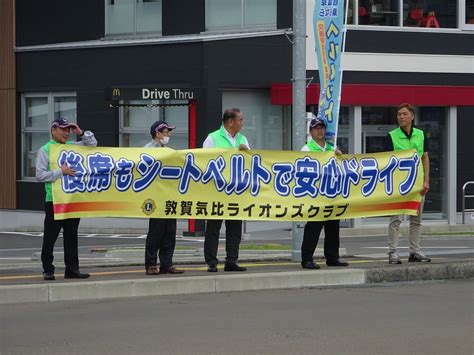 Drive Thru
後席もシートベルトで安心ドライブ
敦賀気比ライオンズクラブ